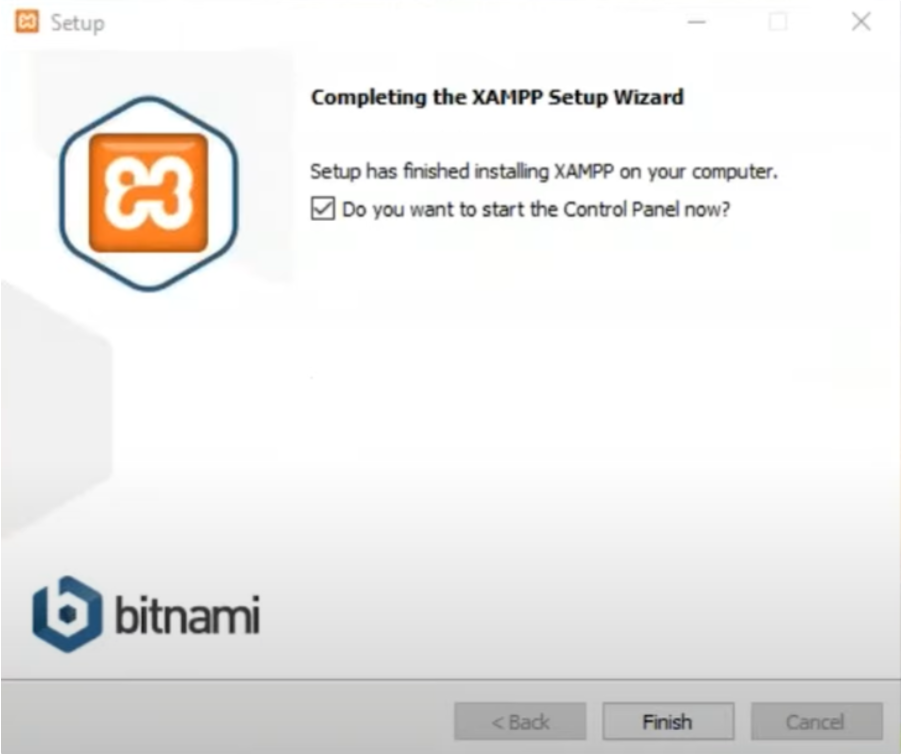 Setup
Completing the XAMPP Setup Wizard
Setup has finished installing XAMPP on your computer.
Do you want to start the Control Panel now?
bitnami
< Back
Finish
Cancel